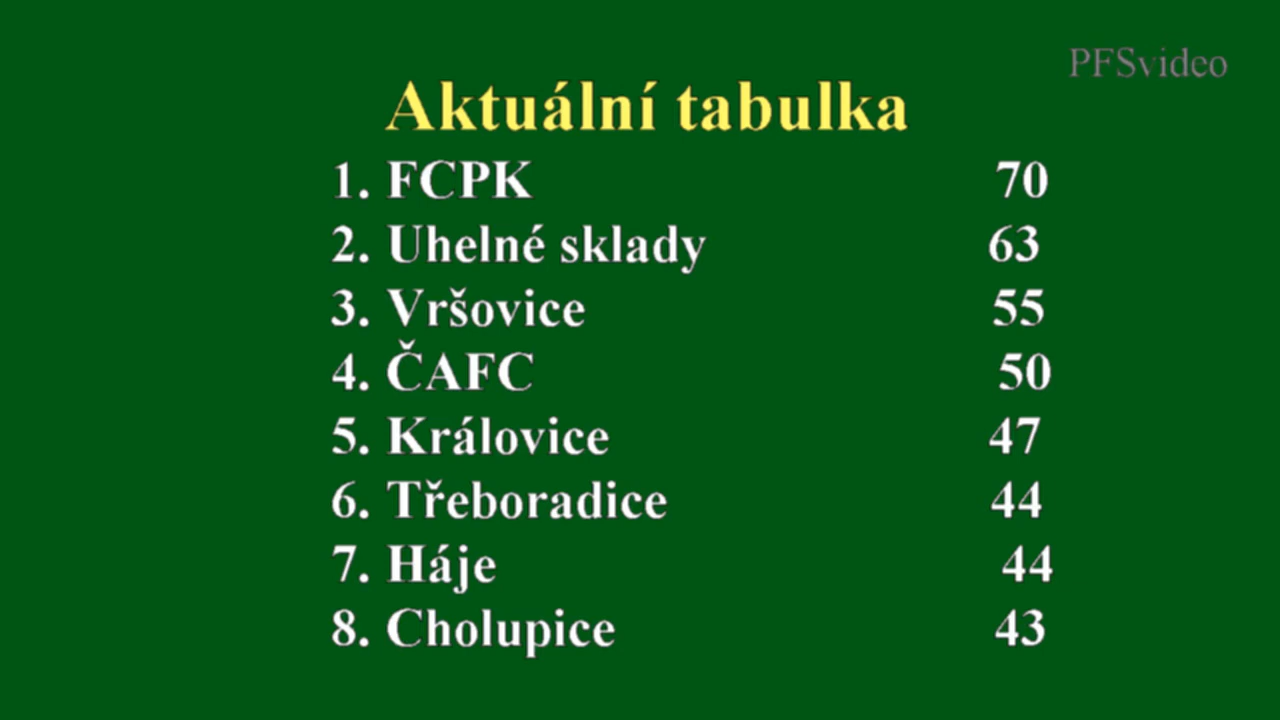 PFSvideo
Aktuální tabulka
1. FCPK 70
2. Uhelné sklady 63
3. Vršovice 55
4. ČAFC 50
5. Královice 47
6. Třeboradice 44
7. Háje 44
8. Cholupice 43